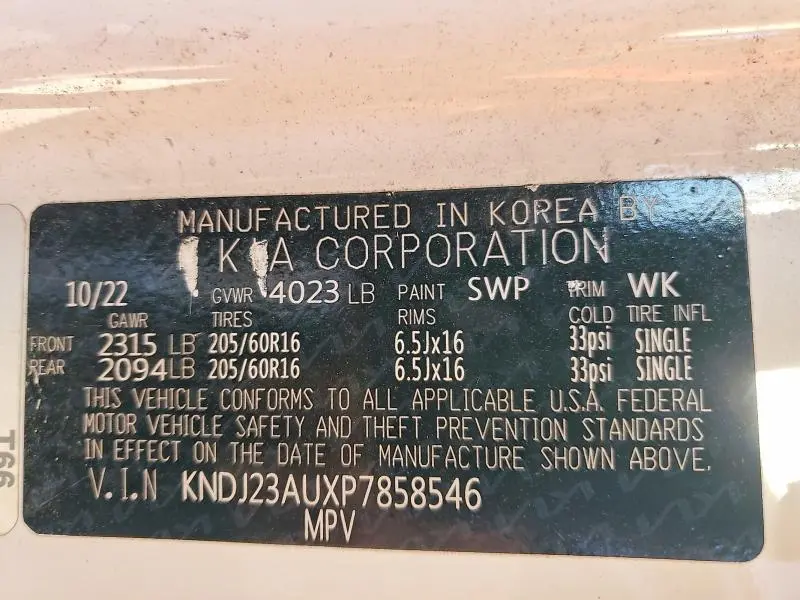 MANUFACTURED IN KOREA BY
KIA CORPORATION
10/22 GVWR 4023 LB PAINT SWP TRIM WK
GAWR TIRES RIMS COLD TIRE INFL
FRONT 2315 LB 205/60R16 6.5Jx16 33psi SINGLE
REAR 2094 LB 205/60R16 6.5Jx16 33psi SINGLE
THIS VEHICLE CONFORMS TO ALL APPLICABLE U.S.A. FEDERAL
MOTOR VEHICLE SAFETY AND THEFT PREVENTION STANDARDS
IN EFFECT ON THE DATE OF MANUFACTURE SHOWN ABOVE.
V.I.N KNDJ23AUXP7858546
MPV
T66